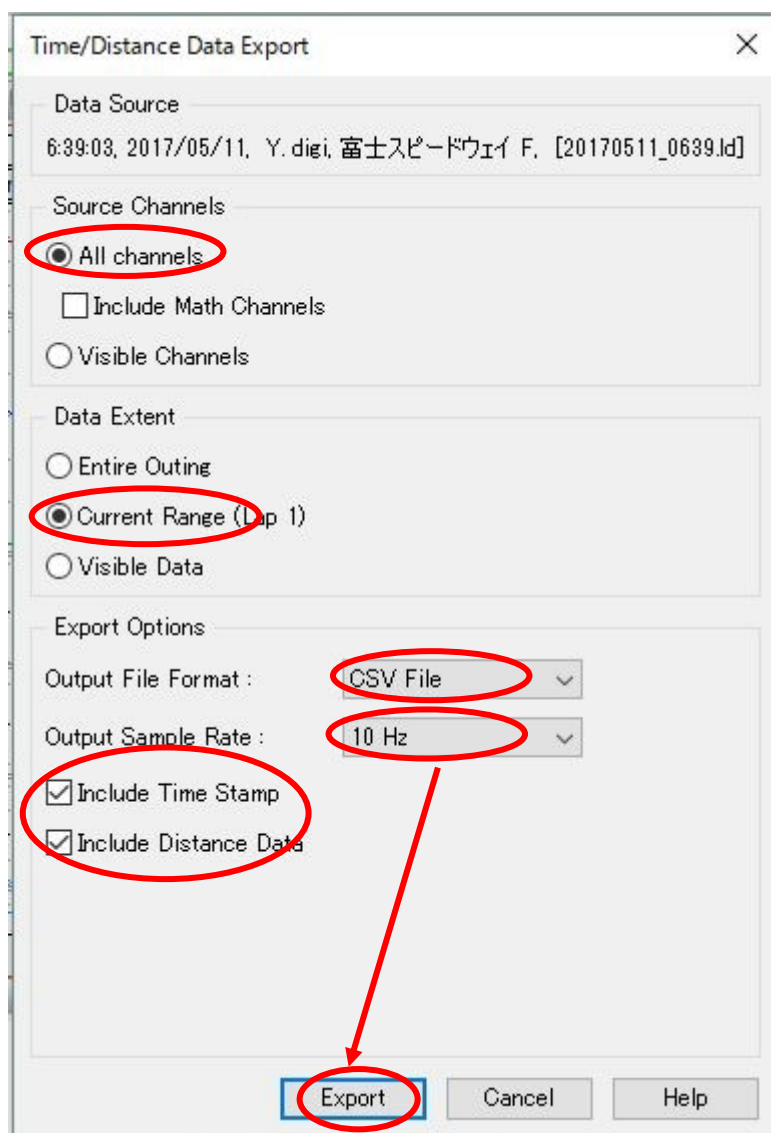 Time/Distance Data Export
Data Source
6:39:03, 2017/05/11, Y. digi, 富士スピードウェイ F, [20170511_0639.ld]
Source Channels
All channels
Include Math Channels
Visible Channels
Data Extent
Entire Outing
Current Range (Lap 1)
Visible Data
Export Options
Output File Format : CSV File
Output Sample Rate : 10 Hz
Include Time Stamp
Include Distance Data
Export Cancel Help